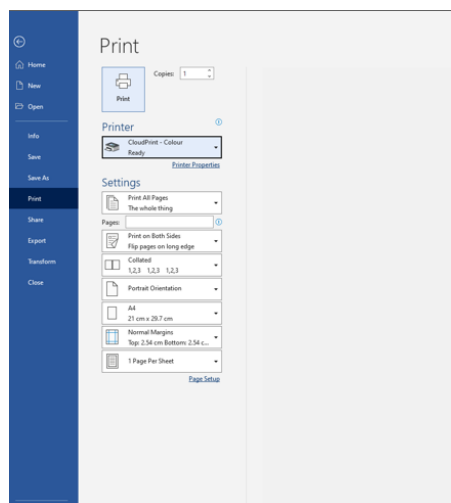 Print
Home
New
Open
Info
Save
Save As
Print
Share
Export
Transform
Close
Copies: 1
Print
Printer
CloudPrint - Colour
Ready
Printer Properties
Settings
Print All Pages
The whole thing
Pages:
Print on Both Sides
Flip pages on long edge
Collated
1,2,3 1,2,3 1,2,3
Portrait Orientation
A4
21 cm x 29.7 cm
Normal Margins
Top: 2.54 cm Bottom: 2.54 c...
1 Page Per Sheet
Page Setup